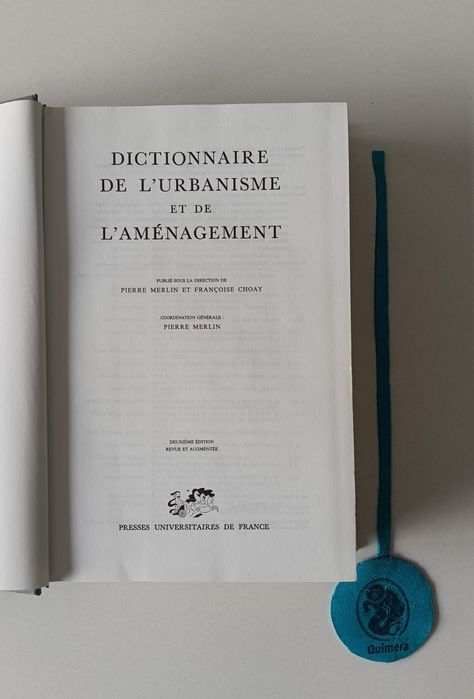 DICTIONNAIRE
DE L'URBANISME
ET DE
L'AMÉNAGEMENT
PUBLIÉ SOUS LA DIRECTION DE
PIERRE MERLIN ET FRANÇOISE CHOAY
COORDINATION GÉNÉRALE :
PIERRE MERLIN
DEUXIÈME ÉDITION
REVUE ET AUGMENTÉE
PRESSES UNIVERSITAIRES DE FRANCE
Quimera